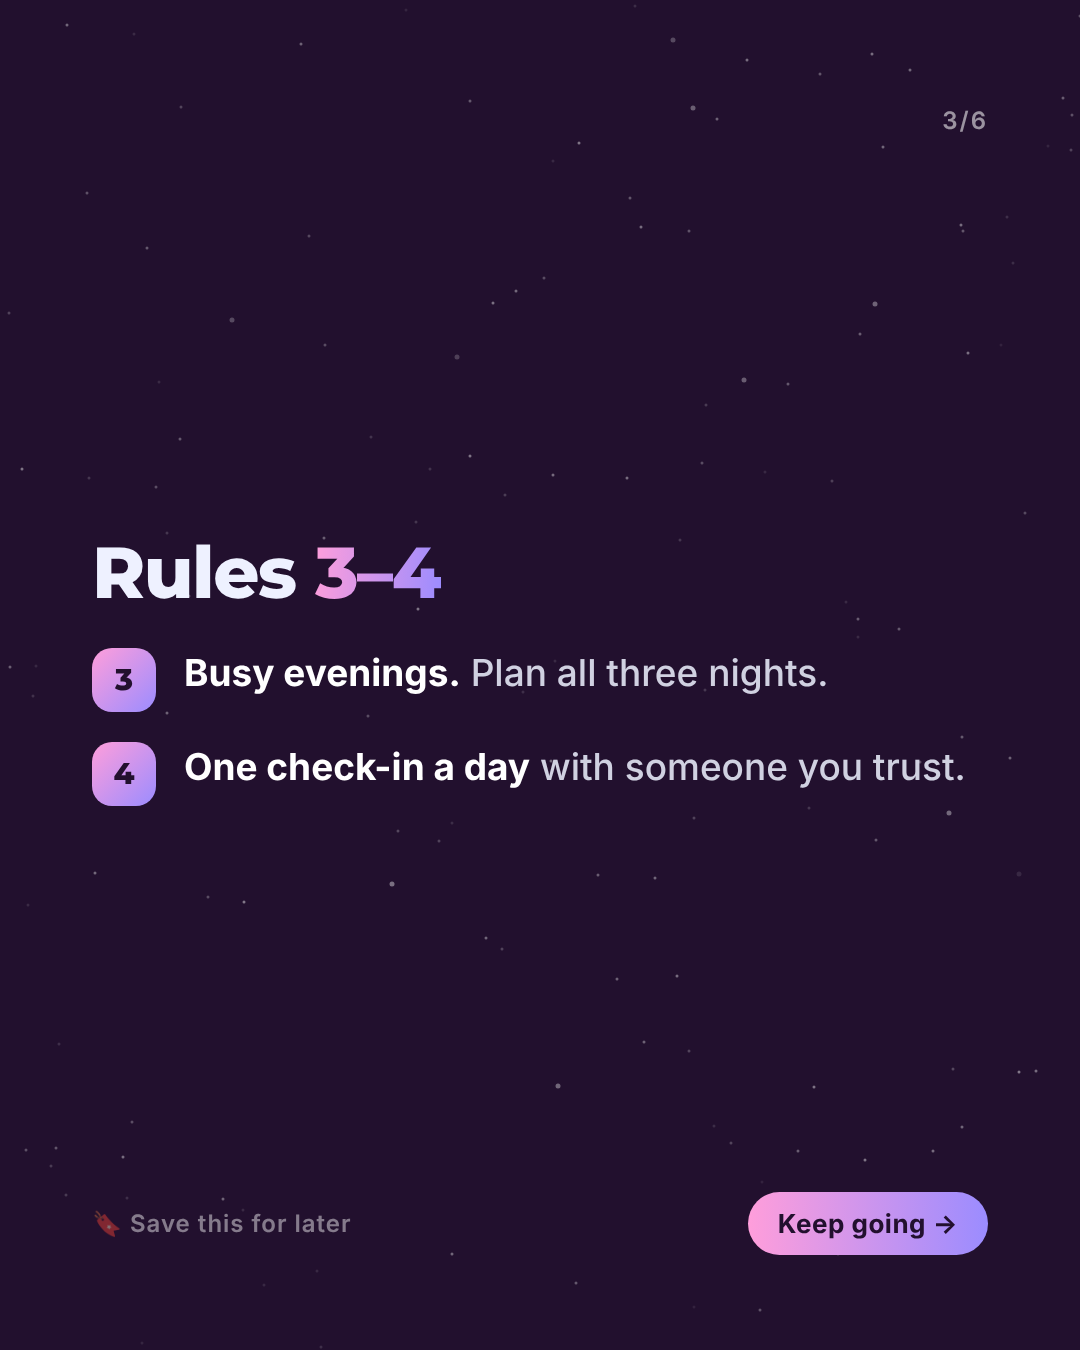 3/6
Rules 3–4
3 Busy evenings. Plan all three nights.
4 One check-in a day with someone you trust.
🔖 Save this for later
Keep going →